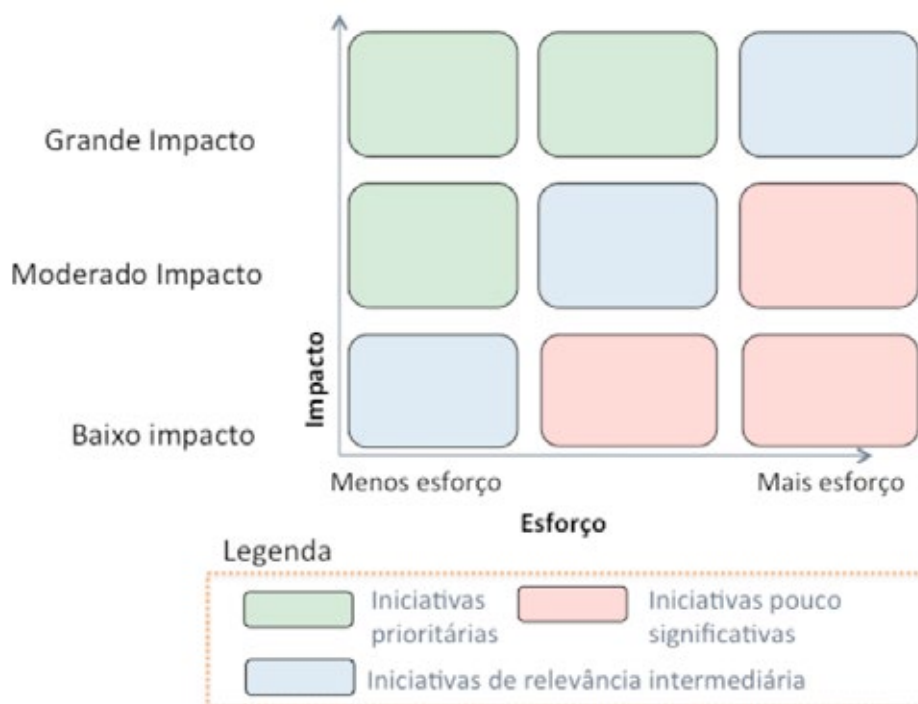 Grande Impacto
Moderado Impacto
Baixo impacto
Impacto
Menos esforço
Mais esforço
Esforço
Legenda
Iniciativas
prioritárias
Iniciativas pouco
significativas
Iniciativas de relevância intermediária